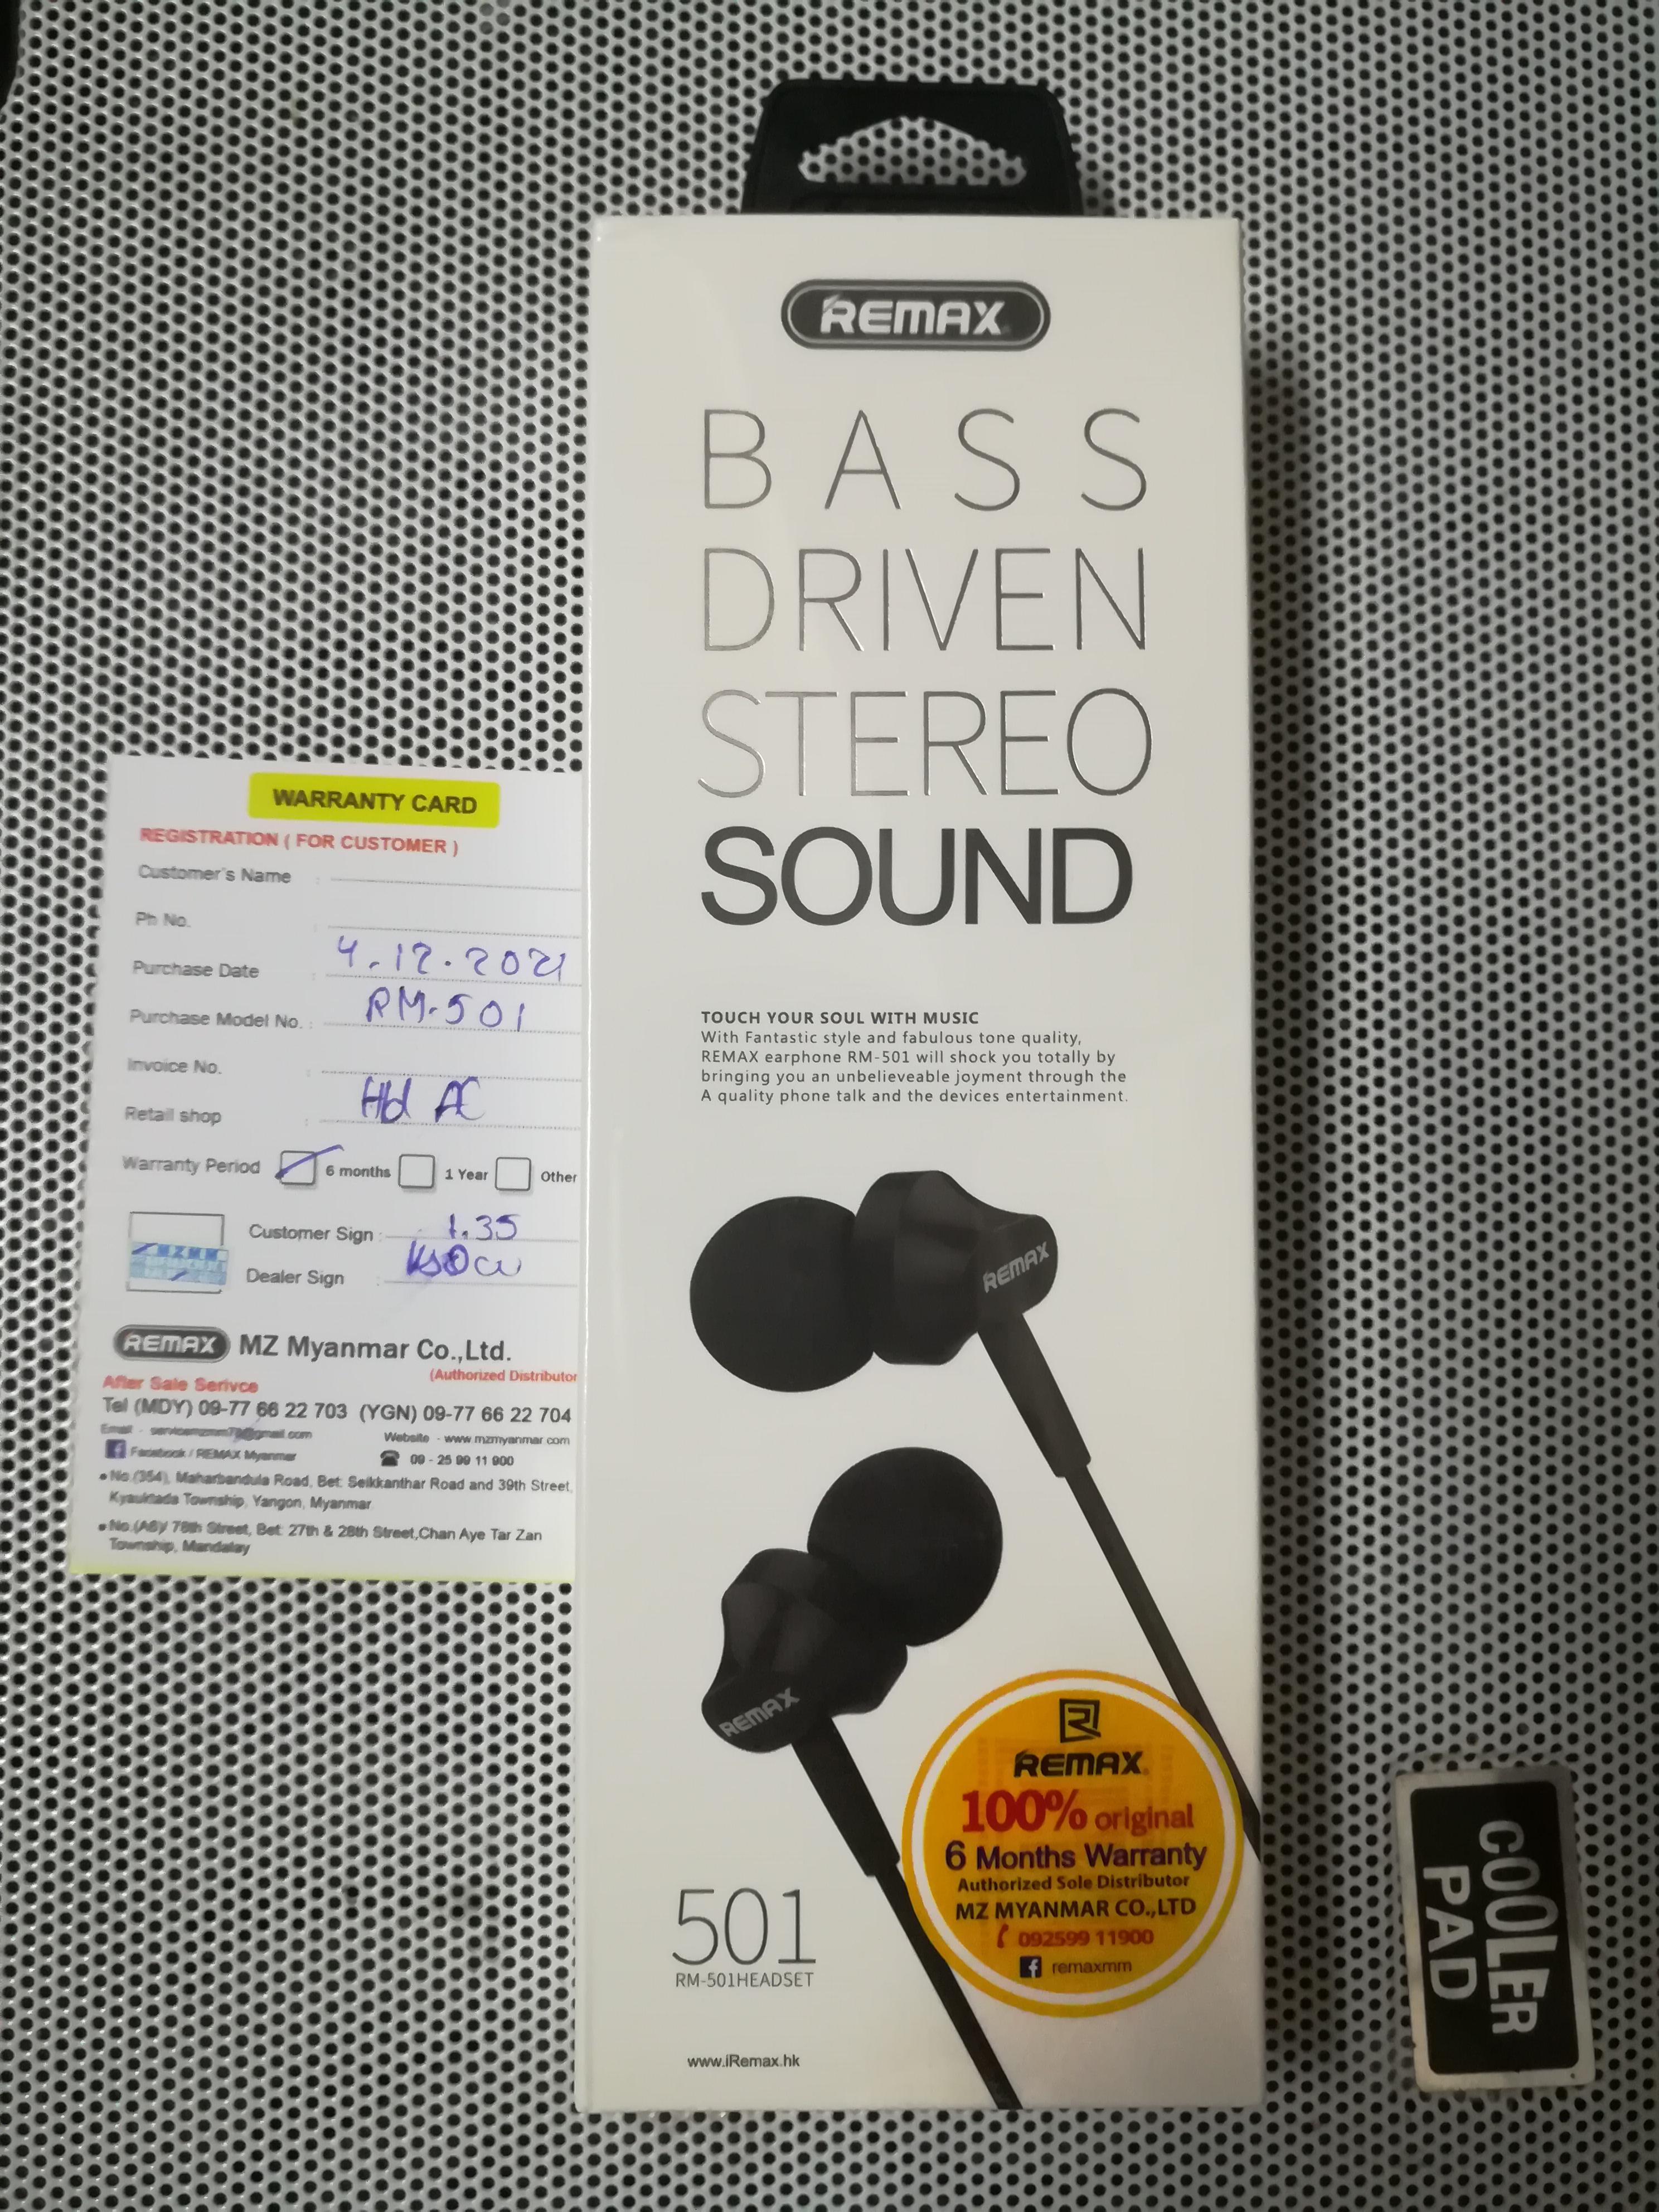 REMAX
BASS
DRIVEN
STEREO
SOUND
TOUCH YOUR SOUL WITH MUSIC
With Fantastic style and fabulous tone quality,
REMAX earphone RM-501 will shock you totally by
bringing you an unbelieveable joyment through the
A quality phone talk and the devices entertainment.
REMAX
REMAX
REMAX
100% original
6 Months Warranty
Authorized Sole Distributor
MZ MYANMAR CO.,LTD
092599 11900
remaxmm
501
RM-501HEADSET
www.iRemax.hk
WARRANTY CARD
REGISTRATION ( FOR CUSTOMER )
Customer's Name :
Ph No. :
Purchase Date : 4.12.2021
Purchase Model No. : RM-501
Invoice No. :
Retail shop : Hd AC
Warranty Period 6 months 1 Year Other
Customer Sign : 1.35
Dealer Sign :
MZMM
REMAX MZ Myanmar Co.,Ltd.
(Authorized Distributor
After Sale Serivce
Tel (MDY) 09-77 66 22 703 (YGN) 09-77 66 22 704
Email - Website - www.mzmyanmar.com
Facebook / REMAX Myanmar 09 - 25 99 11 900
No.(354), Maharbandula Road, Bet: Seikkanthar Road and 39th Street,
Kyauktada Township, Yangon, Myanmar
78th Street, Bet: 27th & 28th Street,Chan Aye Tar Zan
Township, Mandalay
COOLER
PAD